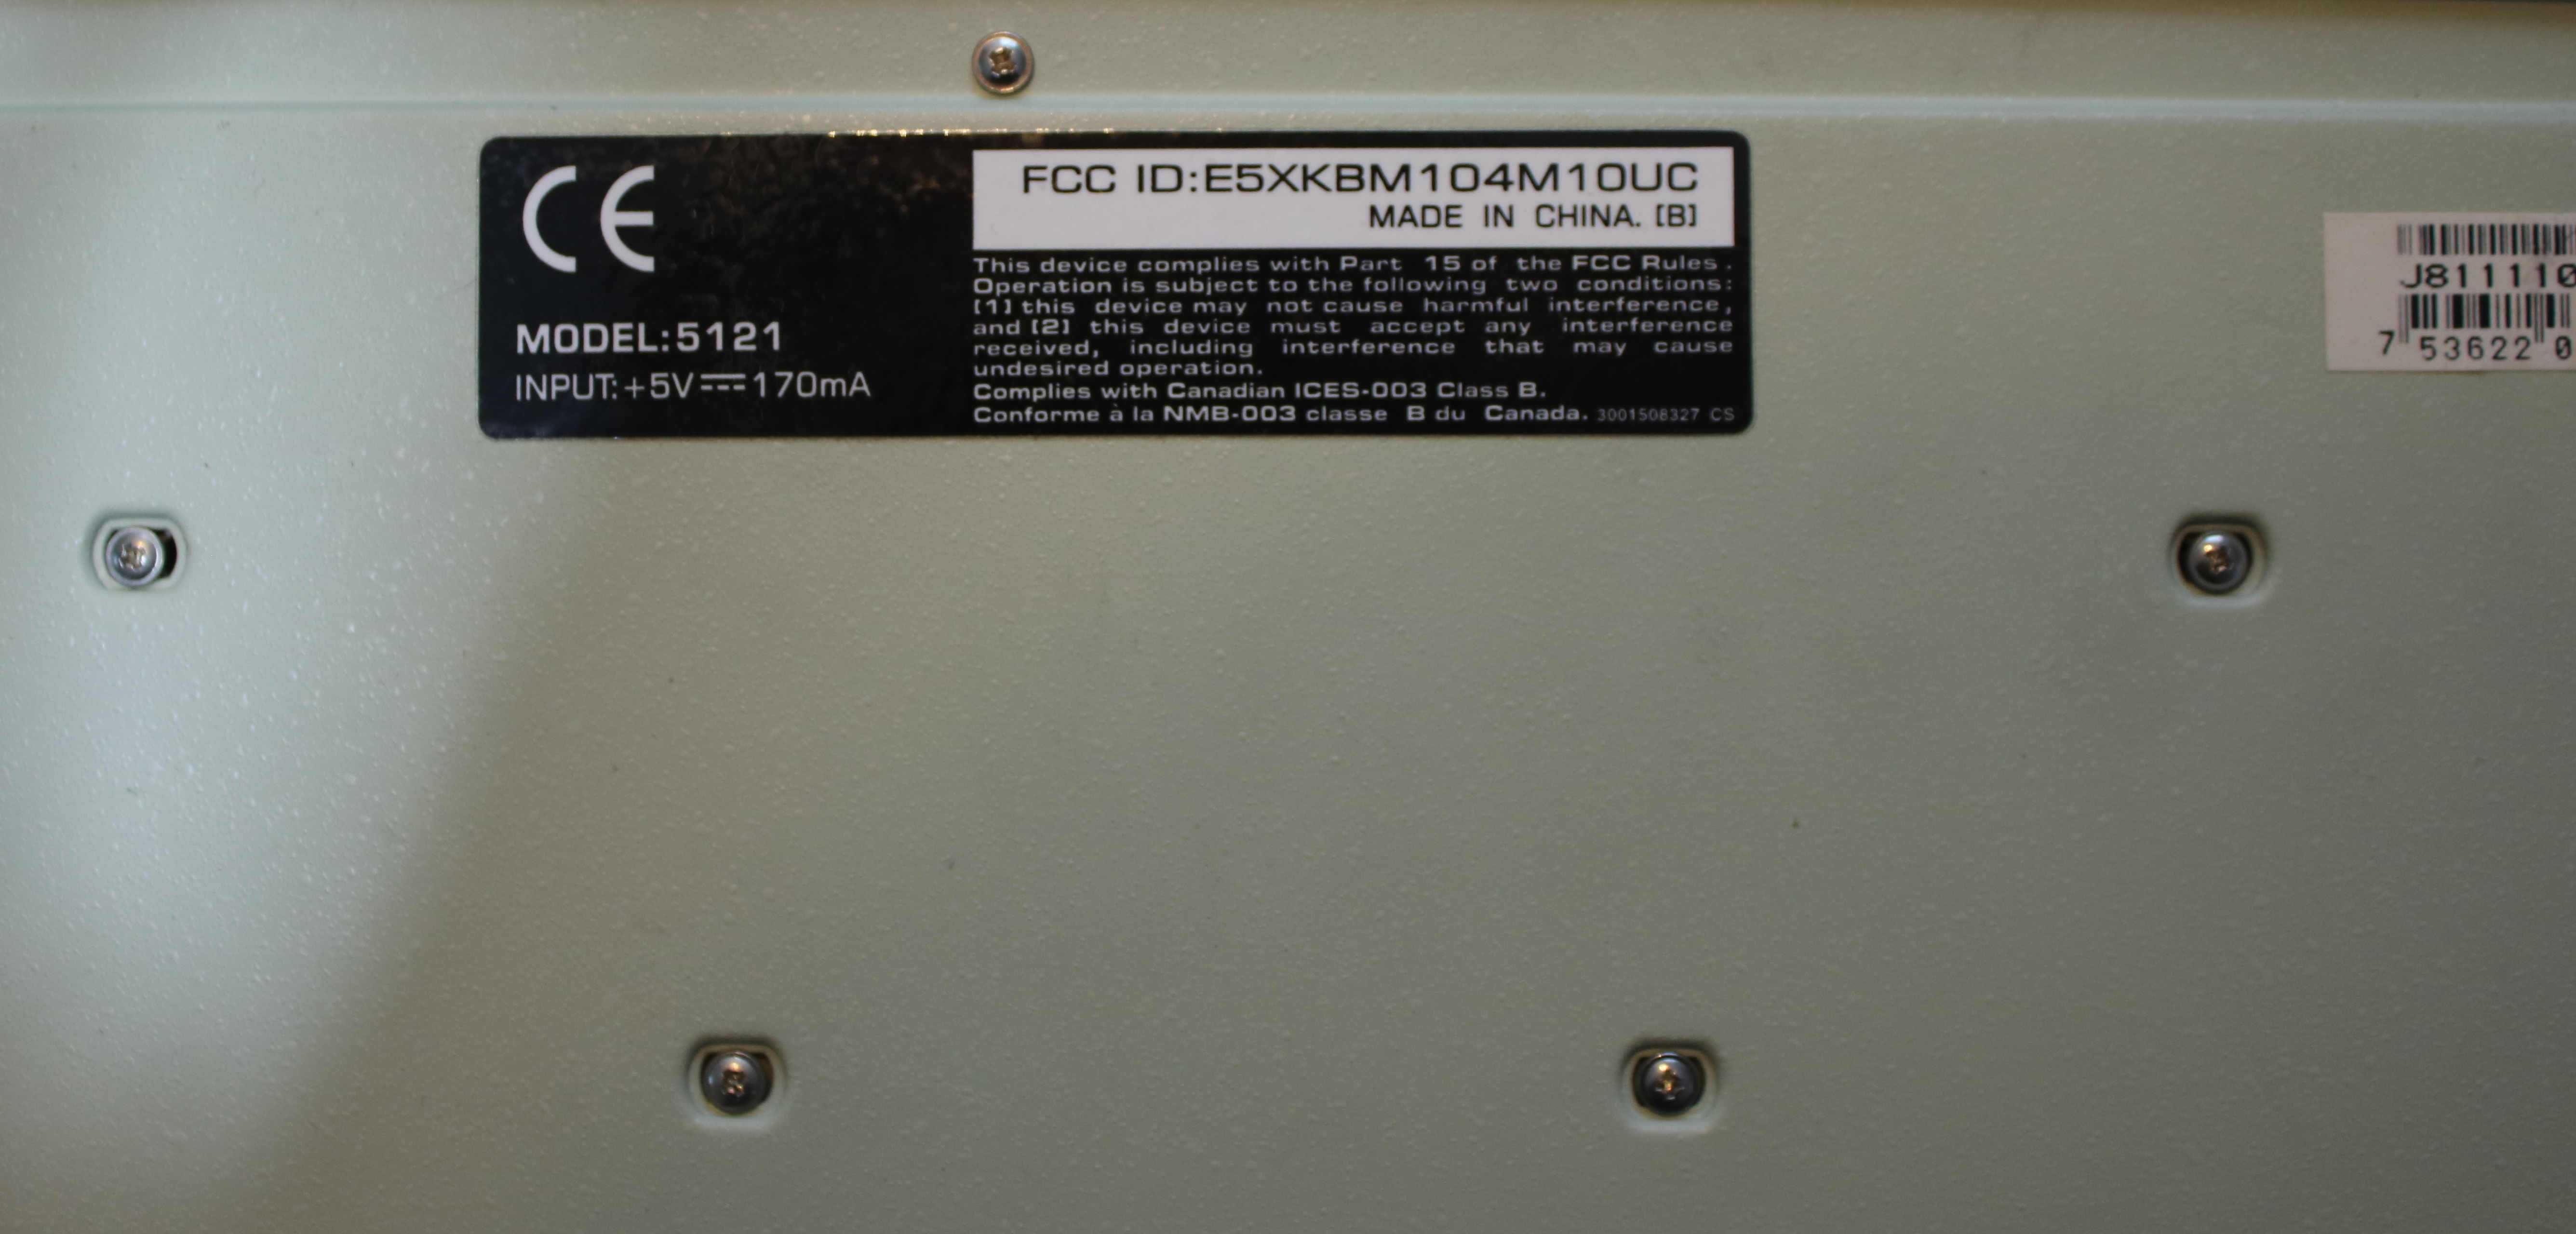 CE
MODEL:5121
INPUT:+5V⎓170mA
FCC ID:E5XKBM104M10UC
MADE IN CHINA. [B]
This device complies with Part 15 of the FCC Rules.
Operation is subject to the following two conditions:
[1] this device may not cause harmful interference,
and [2] this device must accept any interference
received, including interference that may cause
undesired operation.
Complies with Canadian ICES-003 Class B.
Conforme à la NMB-003 classe B du Canada. 3001508327 CS
J811110
7 53622 0